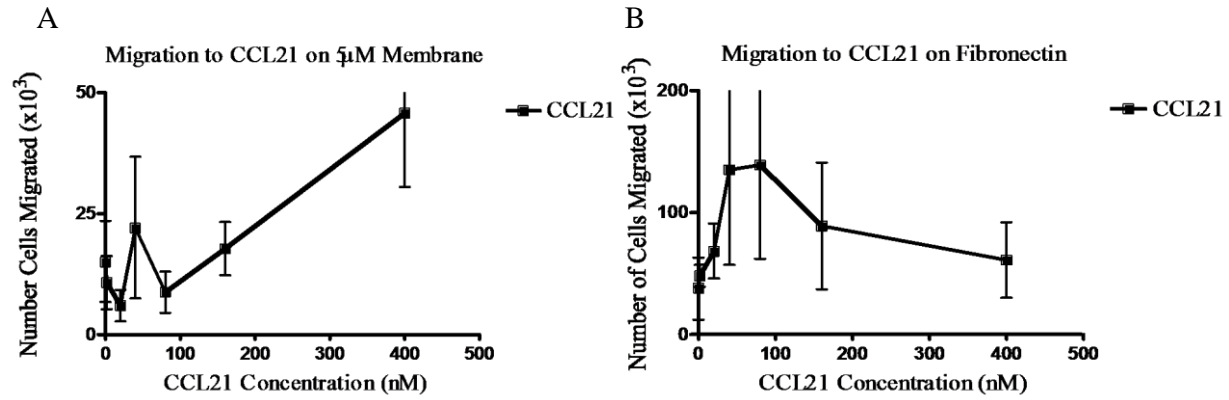 A
Migration to CCL21 on 5µM Membrane
Number Cells Migrated (x10³)
50
25
0
0 100 200 300 400 500
CCL21 Concentration (nM)
CCL21
B
Migration to CCL21 on Fibronectin
Number of Cells Migrated (x10³)
200
100
0
0 100 200 300 400 500
CCL21 Concentration (nM)
CCL21